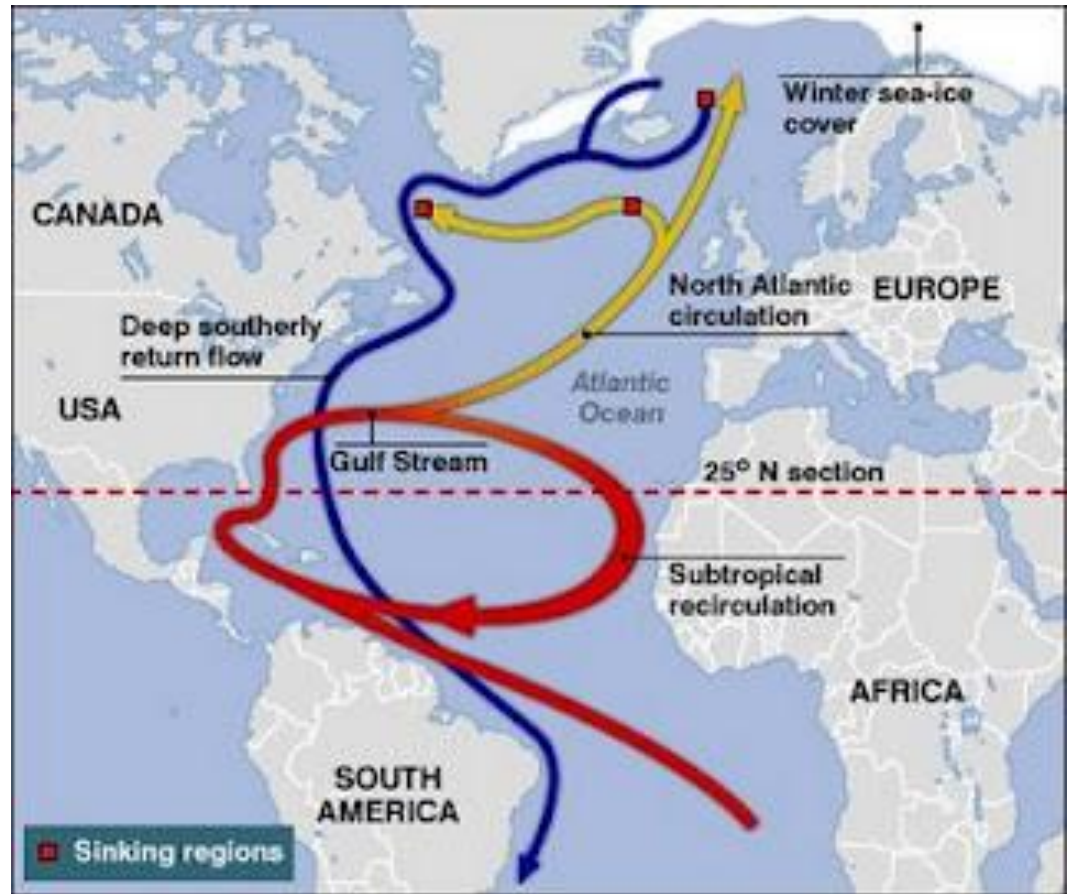 Winter sea-ice
cover
CANADA
North Atlantic
circulation
EUROPE
Deep southerly
return flow
Atlantic
Ocean
USA
Gulf Stream
25° N section
Subtropical
recirculation
AFRICA
SOUTH
AMERICA
Sinking regions